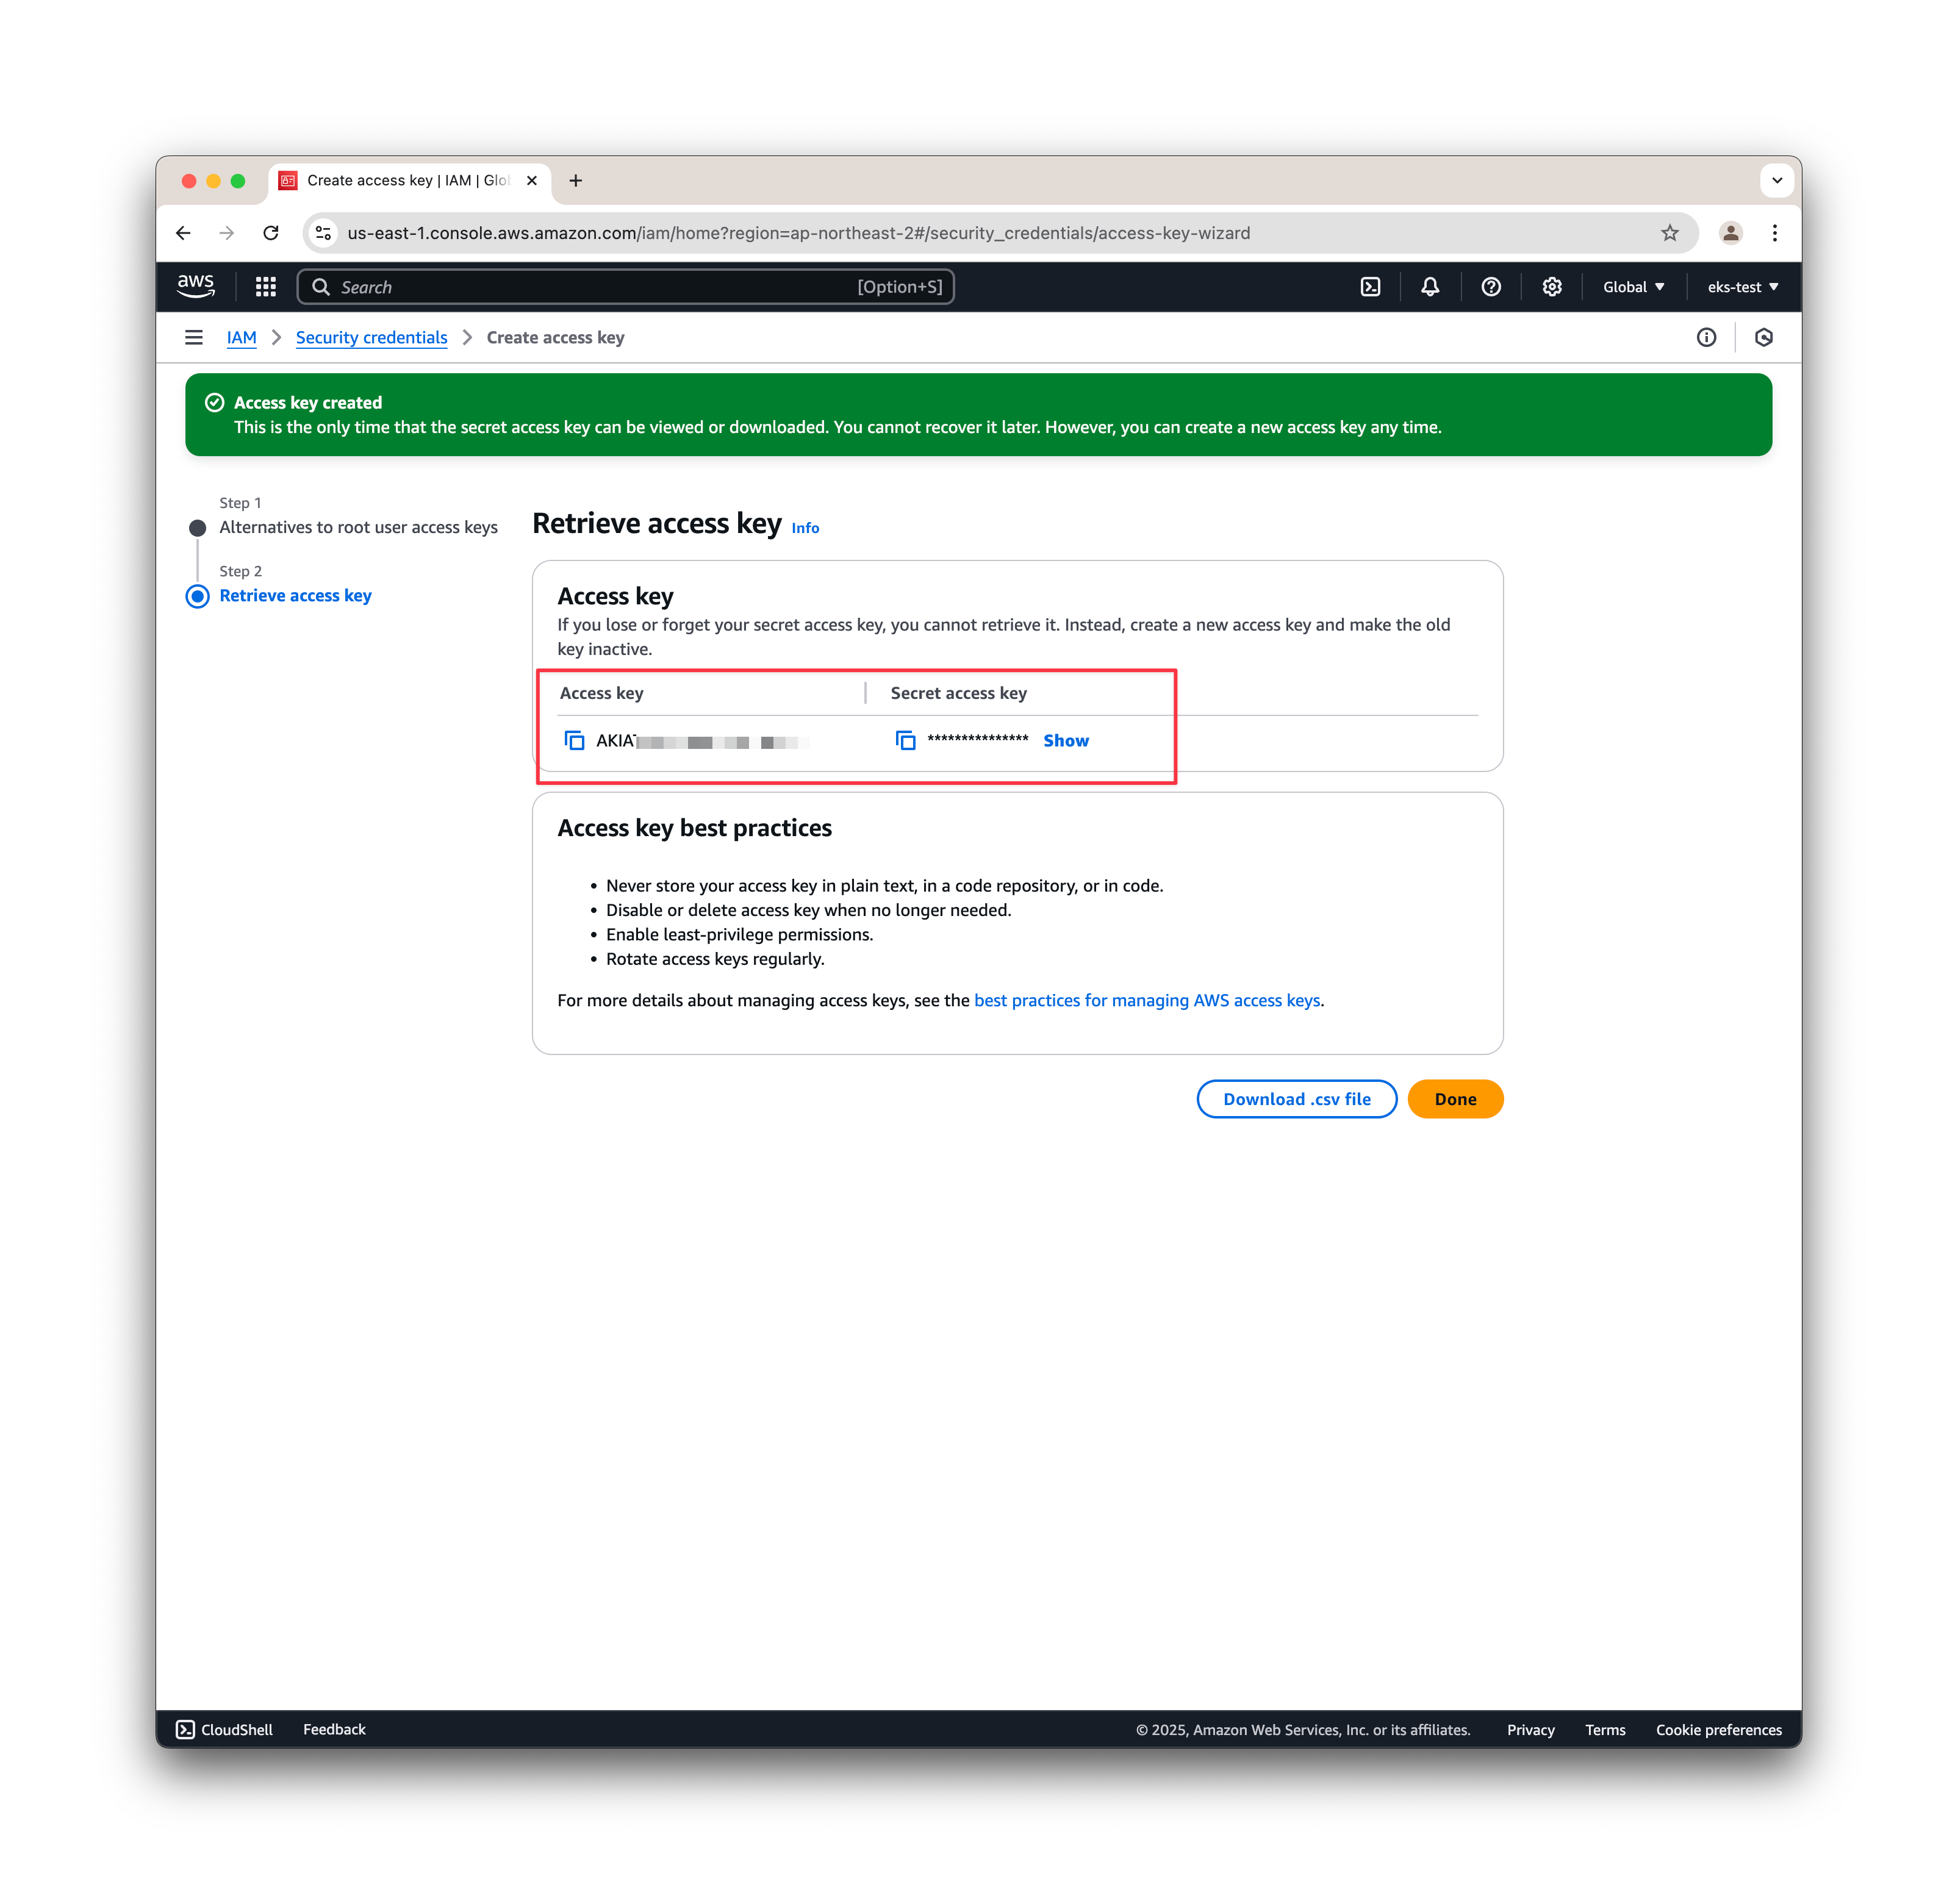 Create access key | IAM | Glo
us-east-1.console.aws.amazon.com/iam/home?region=ap-northeast-2#/security_credentials/access-key-wizard
aws
Search
[Option+S]
Global
eks-test
IAM
Security credentials
Create access key
Access key created
This is the only time that the secret access key can be viewed or downloaded. You cannot recover it later. However, you can create a new access key any time.
Step 1
Alternatives to root user access keys
Step 2
Retrieve access key
Retrieve access key Info
Access key
If you lose or forget your secret access key, you cannot retrieve it. Instead, create a new access key and make the old
key inactive.
Access key
Secret access key
AKIA
***************
Show
Access key best practices
• Never store your access key in plain text, in a code repository, or in code.
• Disable or delete access key when no longer needed.
• Enable least-privilege permissions.
• Rotate access keys regularly.
For more details about managing access keys, see the best practices for managing AWS access keys.
Download .csv file
Done
CloudShell
Feedback
© 2025, Amazon Web Services, Inc. or its affiliates.
Privacy
Terms
Cookie preferences